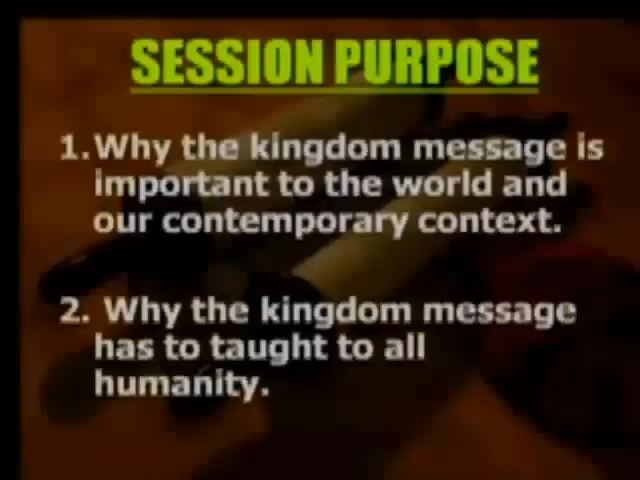 SESSION PURPOSE
1. Why the kingdom message is
important to the world and
our contemporary context.
2. Why the kingdom message
has to taught to all
humanity.